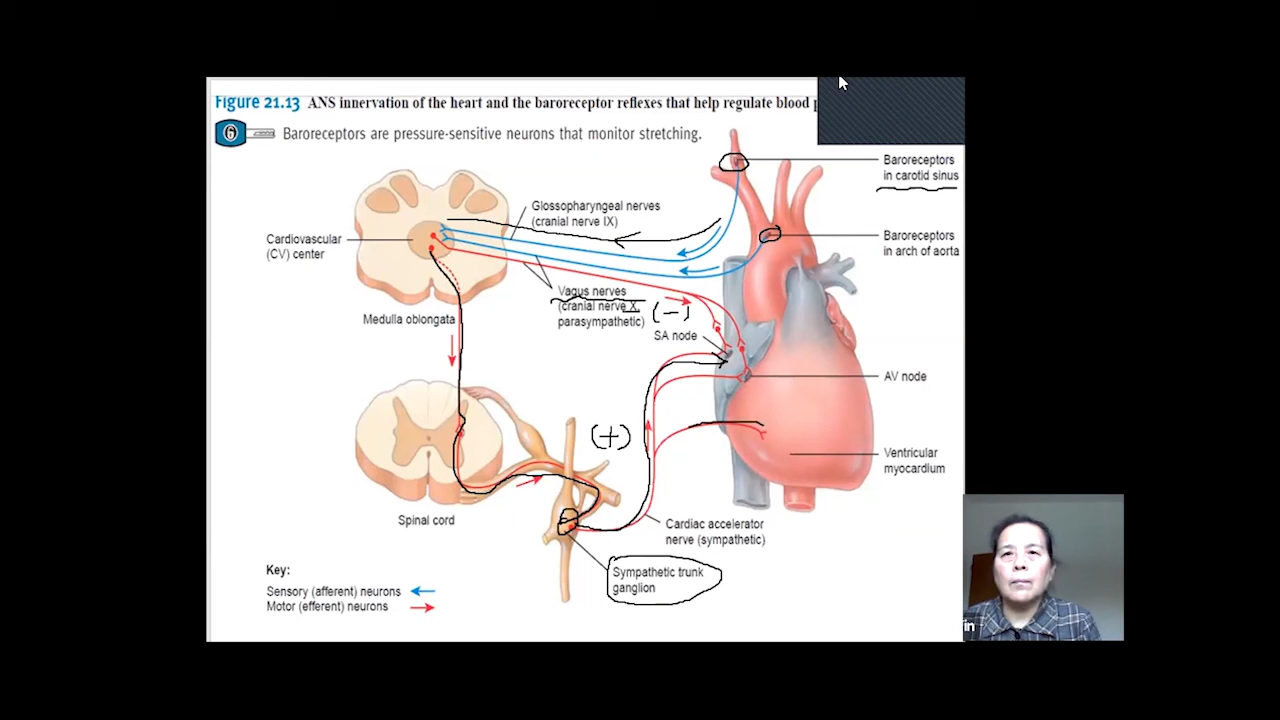 Figure 21.13 ANS innervation of the heart and the baroreceptor reflexes that help regulate blood
6 Baroreceptors are pressure-sensitive neurons that monitor stretching.
Baroreceptors
in carotid sinus
Glossopharyngeal nerves
(cranial nerve IX)
Cardiovascular
(CV) center
Baroreceptors
in arch of aorta
Vagus nerves
(cranial nerve X,
parasympathetic)
(-)
Medulla oblongata
SA node
AV node
(+)
Ventricular
myocardium
Spinal cord
Cardiac accelerator
nerve (sympathetic)
Sympathetic trunk
ganglion
Key:
Sensory (afferent) neurons
Motor (efferent) neurons